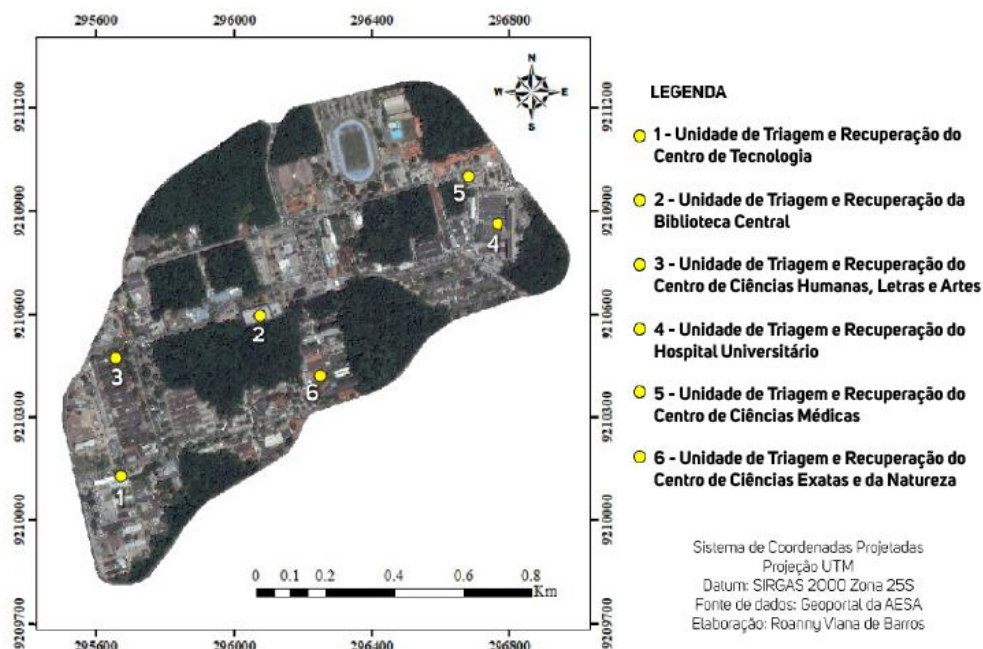 295600 296000 296400 296800
N
W E
S
9211200 9211200
9210900 9210900
9210600 9210600
9210300 9210300
9210000 9210000
9209700 9209700
5
4
2
3
6
1
0 0.1 0.2 0.4 0.6 0.8
Km
295600 296000 296400 296800
LEGENDA
1 - Unidade de Triagem e Recuperação do
Centro de Tecnologia
2 - Unidade de Triagem e Recuperação da
Biblioteca Central
3 - Unidade de Triagem e Recuperação do
Centro de Ciências Humanas, Letras e Artes
4 - Unidade de Triagem e Recuperação do
Hospital Universitário
5 - Unidade de Triagem e Recuperação do
Centro de Ciências Médicas
6 - Unidade de Triagem e Recuperação do
Centro de Ciências Exatas e da Natureza
Sistema de Coordenadas Projetadas
Projeção UTM
Datum: SIRGAS 2000 Zona 25S
Fonte de dados: Geoportal da AESA
Elaboração: Roanny Viana de Barros